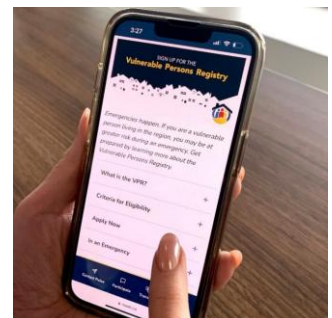 3:27
SIGN UP FOR THE
Vulnerable Persons Registry
Emergencies happen. If you are a vulnerable
person living in the region, you may be at
greater risk during an emergency. Get
prepared by learning more about the
Vulnerable Persons Registry.
What is the VPR? +
Criteria for Eligibility +
Apply Now +
In an Emergency +
Participate